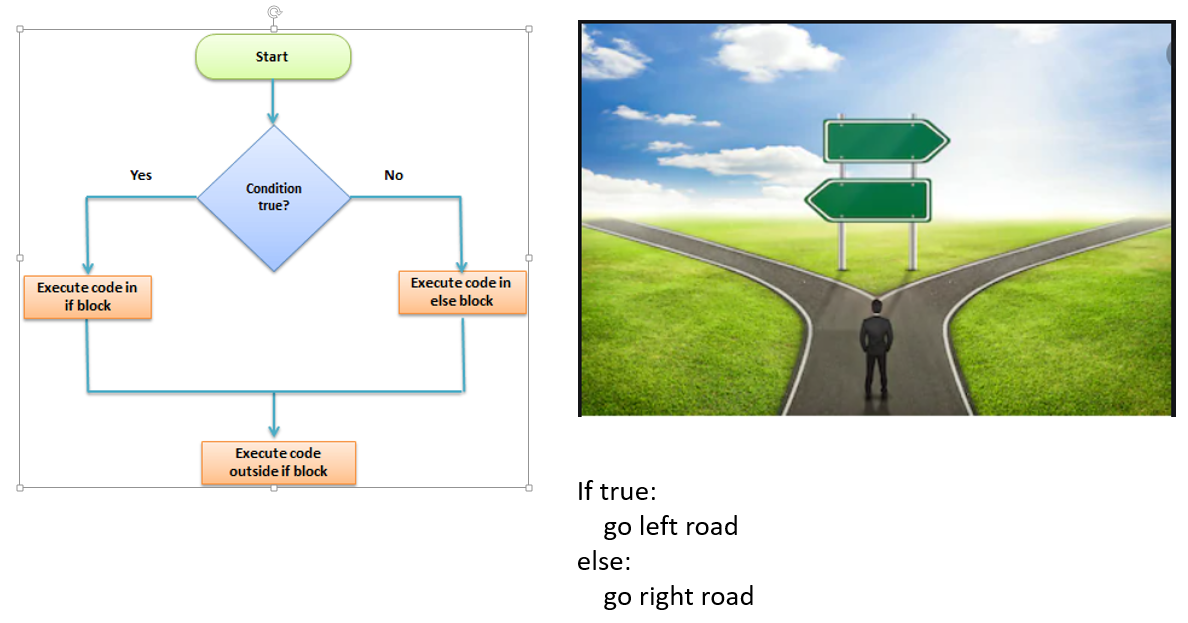 Start
Condition
true?
Yes
No
Execute code in
if block
Execute code in
else block
Execute code
outside if block
If true:
go left road
else:
go right road